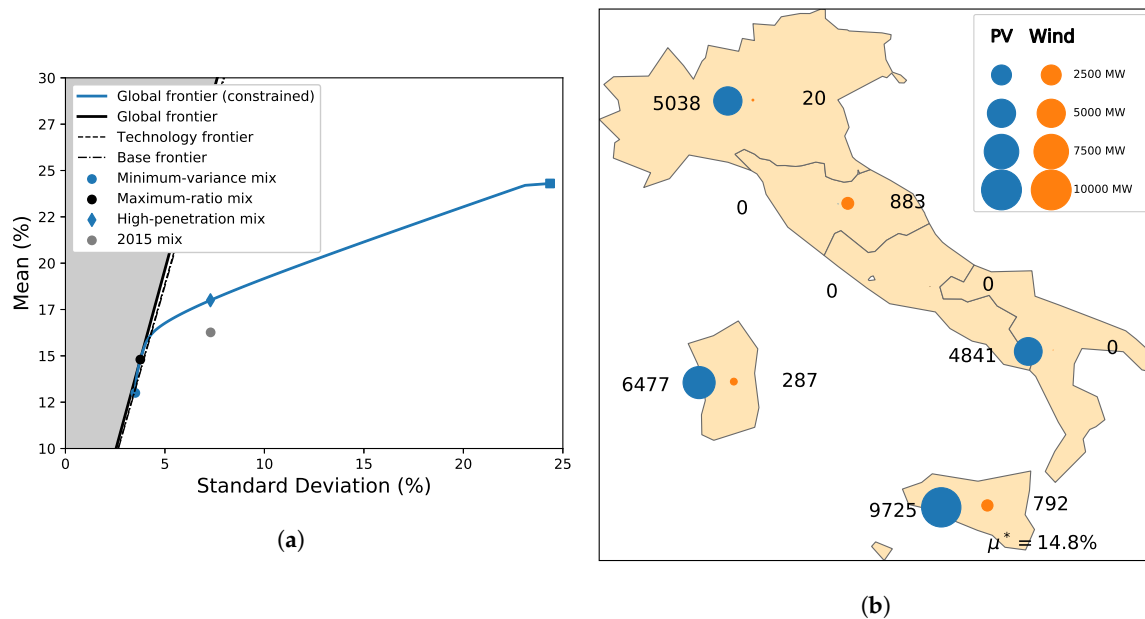 30
27
25
22
20
17
15
12
10
Mean (%)
Global frontier (constrained)
Global frontier
Technology frontier
Base frontier
Minimum-variance mix
Maximum-ratio mix
High-penetration mix
2015 mix
0 5 10 15 20 25
Standard Deviation (%)
(a)
PV Wind
2500 MW
5000 MW
7500 MW
10000 MW
5038 20
0 883
0 0
4841 0
6477 287
9725 792
μ* = 14.8%
(b)